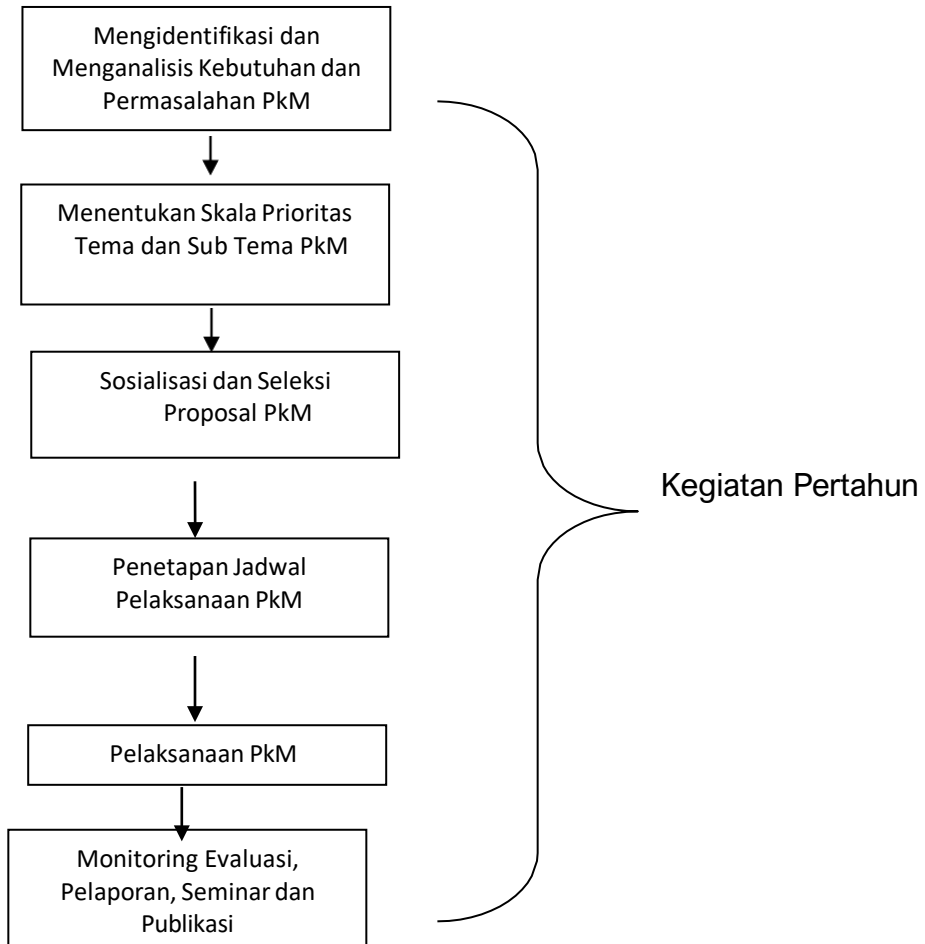 Mengidentifikasi dan
Menganalisis Kebutuhan dan
Permasalahan PkM
Menentukan Skala Prioritas
Tema dan Sub Tema PkM
Sosialisasi dan Seleksi
Proposal PkM
Kegiatan Pertahun
Penetapan Jadwal
Pelaksanaan PkM
Pelaksanaan PkM
Monitoring Evaluasi,
Pelaporan, Seminar dan
Publikasi